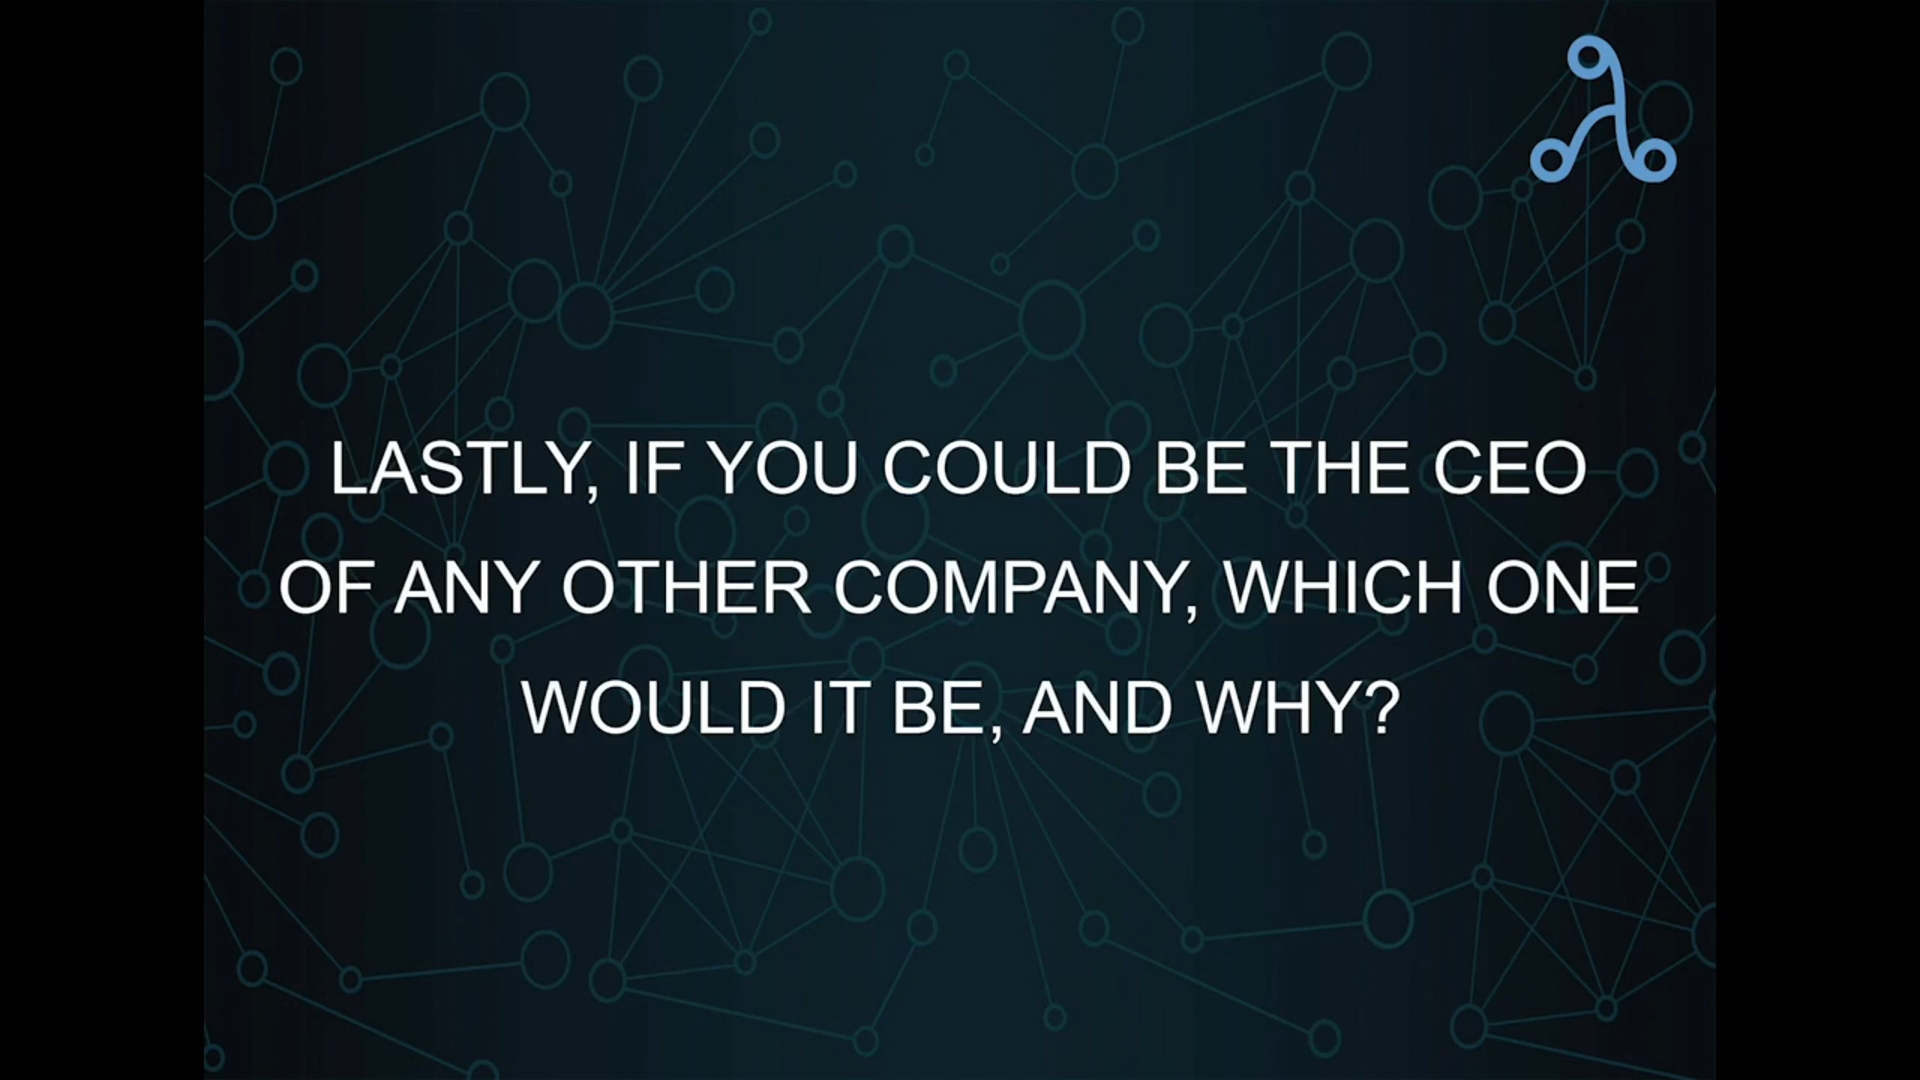 LASTLY, IF YOU COULD BE THE CEO
OF ANY OTHER COMPANY, WHICH ONE
WOULD IT BE, AND WHY?